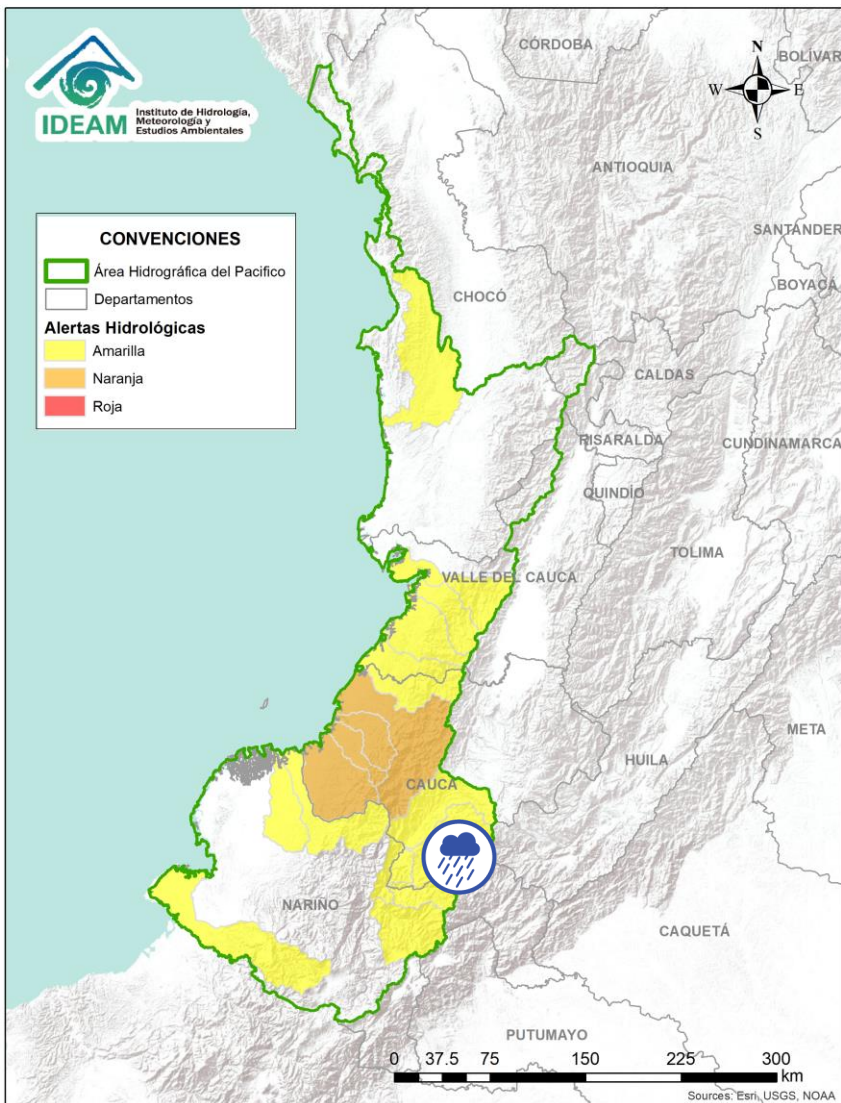 IDEAM
Instituto de Hidrología,
Meteorología y
Estudios Ambientales
CÓRDOBA
BOLÍVAR
N
W
E
S
ANTIOQUIA
SANTANDER
BOYACÁ
CONVENCIONES
Área Hidrográfica del Pacifico
Departamentos
Alertas Hidrológicas
Amarilla
Naranja
Roja
CHOCÓ
CALDAS
RISARALDA
CUNDINAMARCA
QUINDÍO
TOLIMA
VALLE DEL CAUCA
META
HUILA
CAUCA
NARIÑO
CAQUETÁ
PUTUMAYO
0 37.5 75 150 225 300
km
Sources: Esri, USGS, NOAA